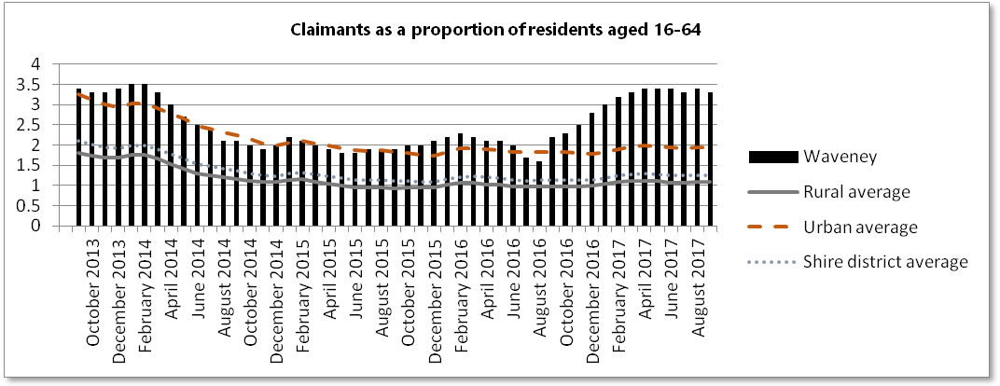 Claimants as a proportion of residents aged 16-64
4
3.5
3
2.5
2
1.5
1
0.5
0
October 2013
December 2013
February 2014
April 2014
June 2014
August 2014
October 2014
December 2014
February 2015
April 2015
June 2015
August 2015
October 2015
December 2015
February 2016
April 2016
June 2016
August 2016
October 2016
December 2016
February 2017
April 2017
June 2017
August 2017
Waveney
Rural average
Urban average
Shire district average